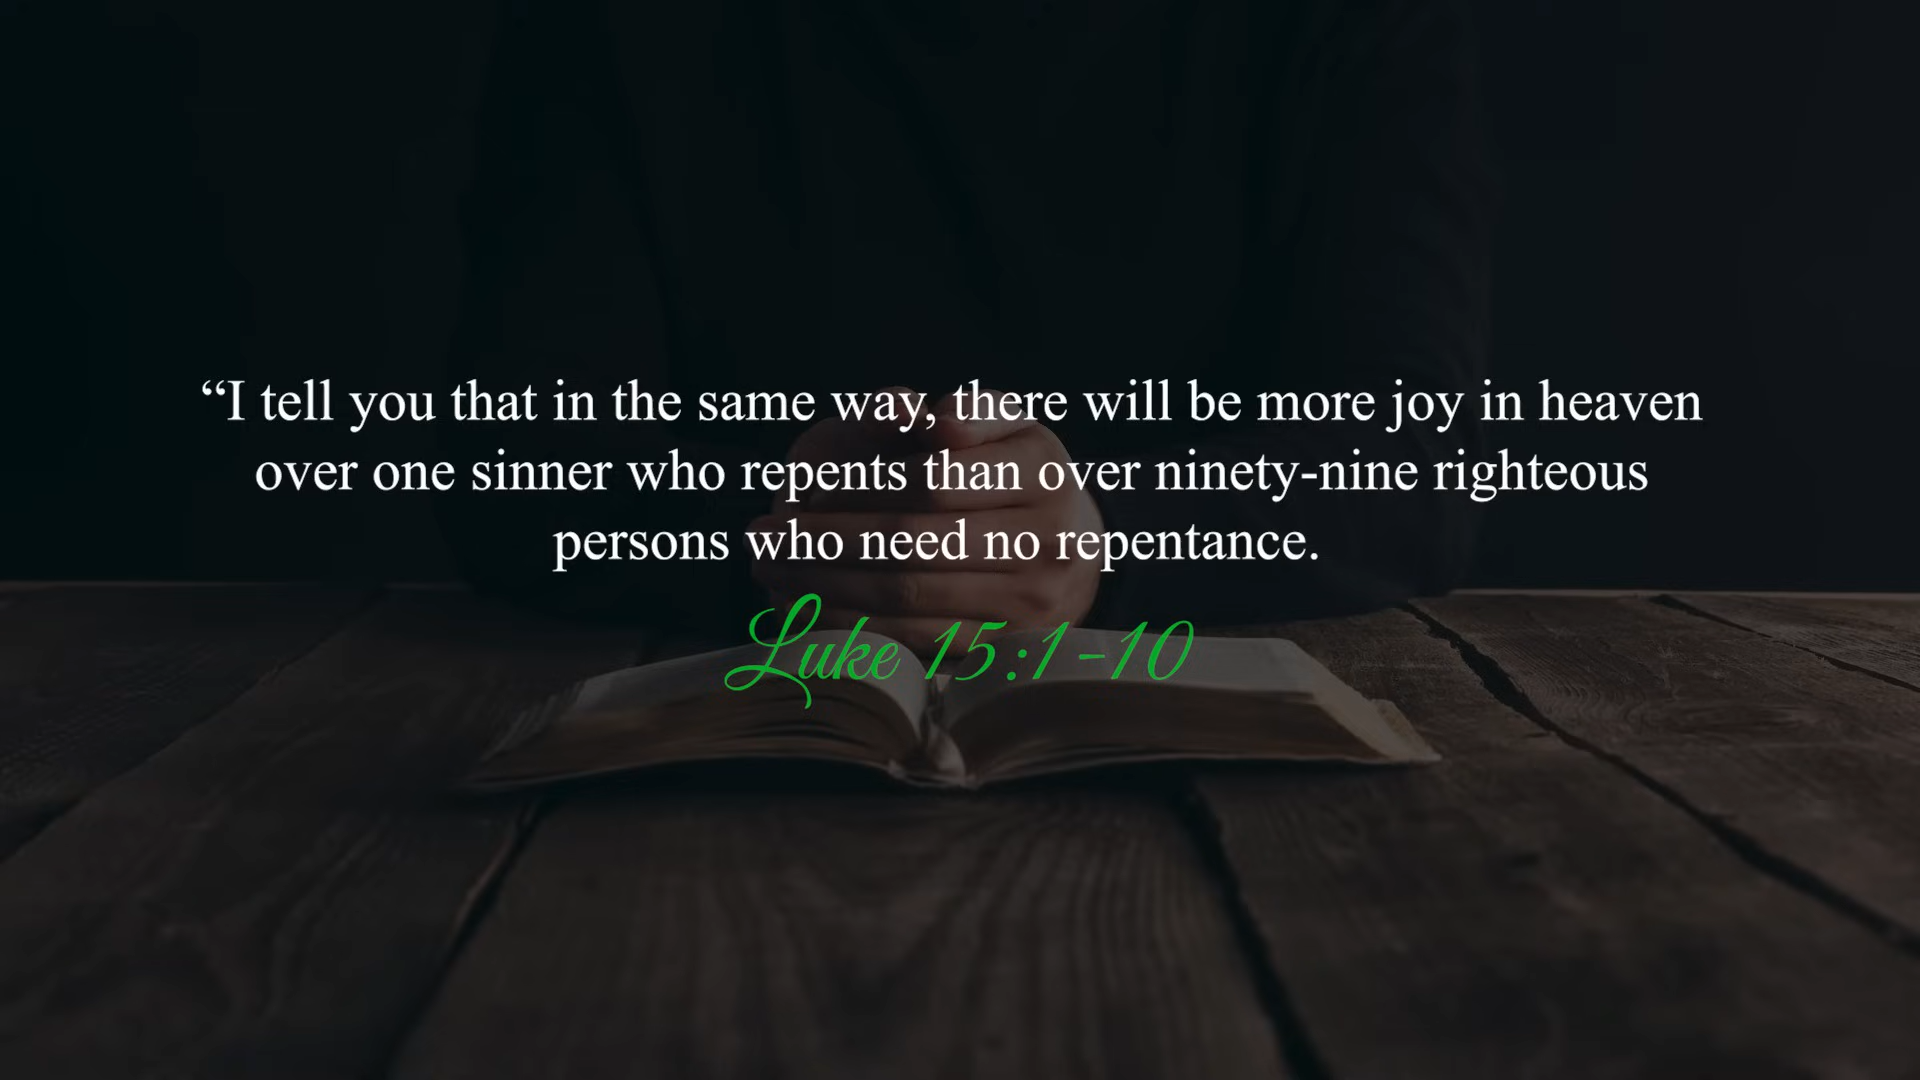 “I tell you that in the same way, there will be more joy in heaven
over one sinner who repents than over ninety-nine righteous
persons who need no repentance.
Luke 15:1-10